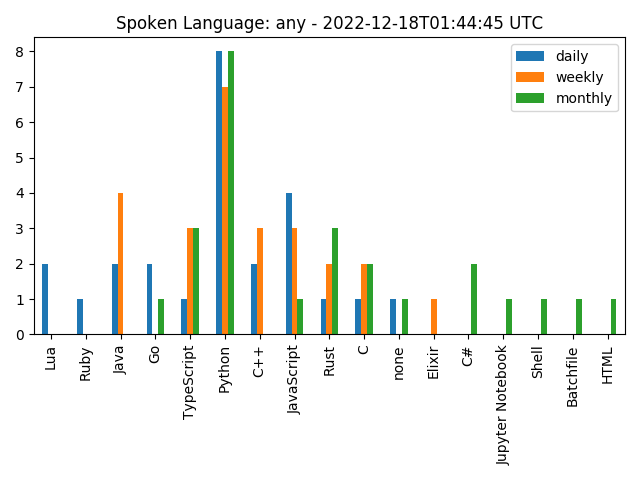 Spoken Language: any - 2022-12-18T01:44:45 UTC
daily
weekly
monthly
8
7
6
5
4
3
2
1
0
Lua
Ruby
Java
Go
TypeScript
Python
C++
JavaScript
Rust
C
none
Elixir
C#
Jupyter Notebook
Shell
Batchfile
HTML